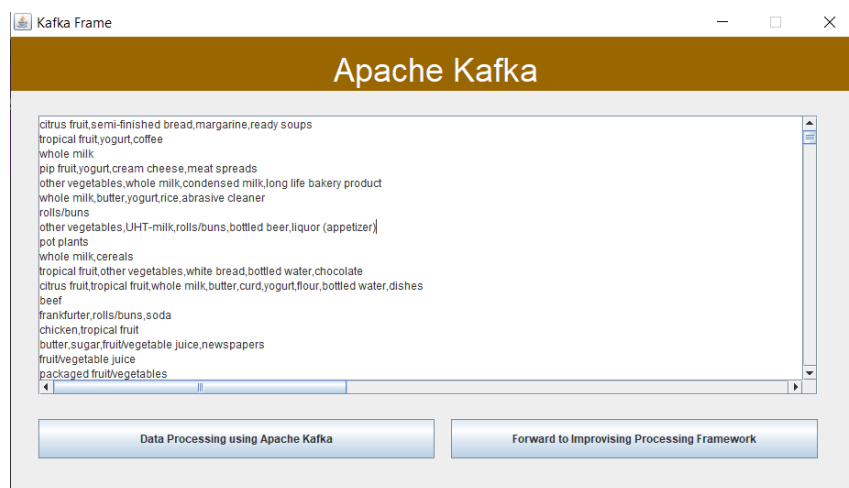 Kafka Frame
Apache Kafka
citrus fruit,semi-finished bread,margarine,ready soups
tropical fruit,yogurt,coffee
whole milk
pip fruit,yogurt,cream cheese,meat spreads
other vegetables,whole milk,condensed milk,long life bakery product
whole milk,butter,yogurt,rice,abrasive cleaner
rolls/buns
other vegetables,UHT-milk,rolls/buns,bottled beer,liquor (appetizer)
pot plants
whole milk,cereals
tropical fruit,other vegetables,white bread,bottled water,chocolate
citrus fruit,tropical fruit,whole milk,butter,curd,yogurt,flour,bottled water,dishes
beef
frankfurter,rolls/buns,soda
chicken,tropical fruit
butter,sugar,fruit/vegetable juice,newspapers
fruit/vegetable juice
packaged fruit/vegetables
Data Processing using Apache Kafka
Forward to Improvising Processing Framework